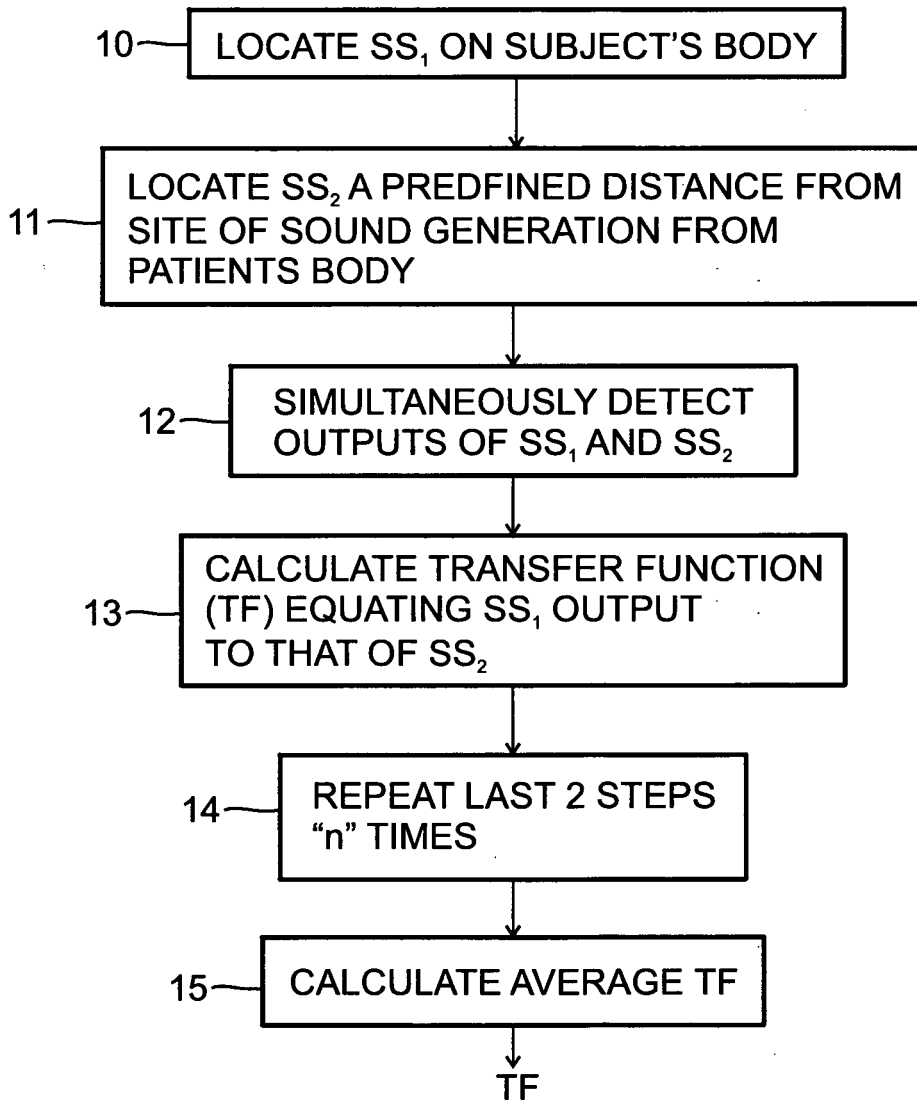 10
LOCATE SS₁ ON SUBJECT'S BODY
11
LOCATE SS₂ A PREDFINED DISTANCE FROM
SITE OF SOUND GENERATION FROM
PATIENTS BODY
12
SIMULTANEOUSLY DETECT
OUTPUTS OF SS₁ AND SS₂
13
CALCULATE TRANSFER FUNCTION
(TF) EQUATING SS₁ OUTPUT
TO THAT OF SS₂
14
REPEAT LAST 2 STEPS
“n” TIMES
15
CALCULATE AVERAGE TF
TF